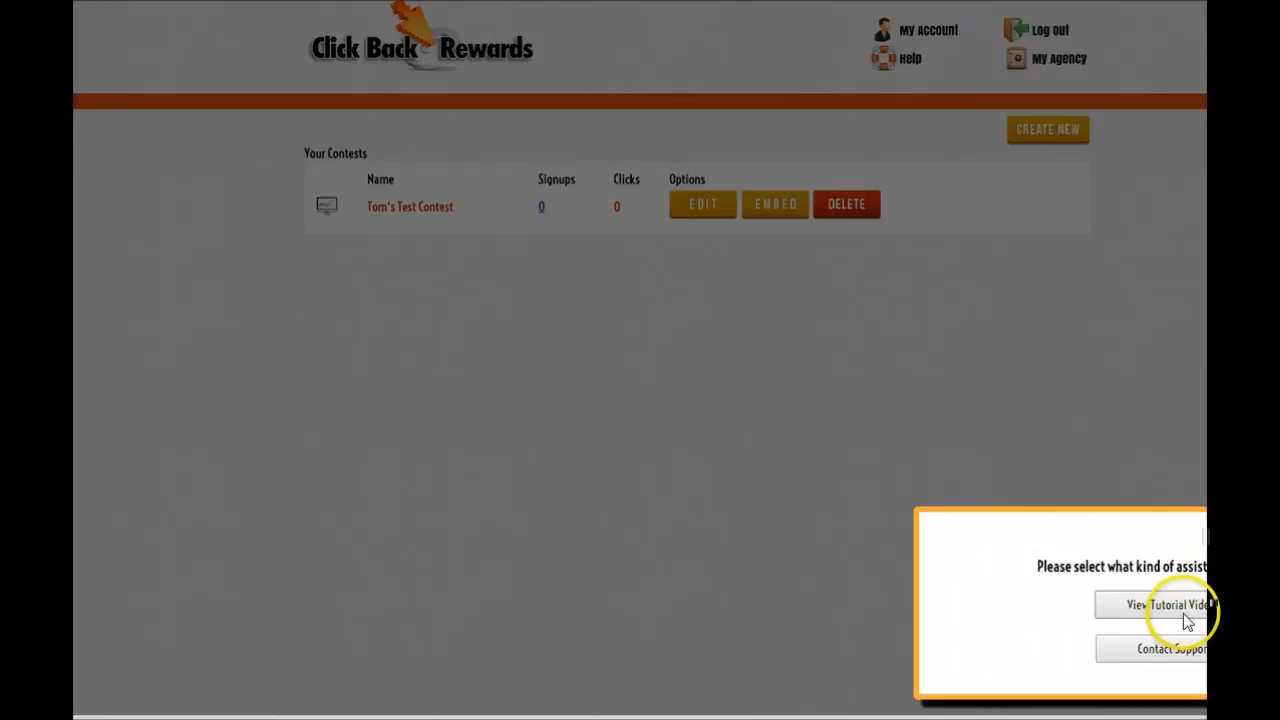 Click Back Rewards
My Account
Log out
Help
My Agency
CREATE NEW
Your Contests
Name Signups Clicks Options
Tom's Test Contest 0 0 EDIT EMBED DELETE
Please select what kind of assist
View Tutorial Vide
Contact Suppor